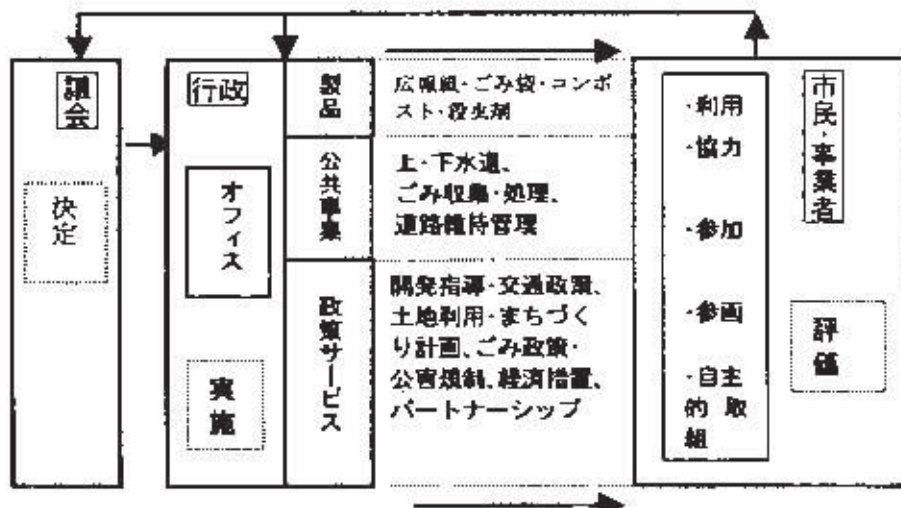 議会
決定
行政
オフィス
実施
製品
公共事業
政策サービス
広報紙・ごみ袋・コンポ
スト・殺虫剤
上・下水道、
ごみ収集・処理、
道路維持管理
開発指導・交通政策、
土地利用・まちづく
り計画、ごみ政策・
公害規制、経済措置、
パートナーシップ
・利用
・協力
・参加
・参画
・自主
的取
組
市民・事業者
評価